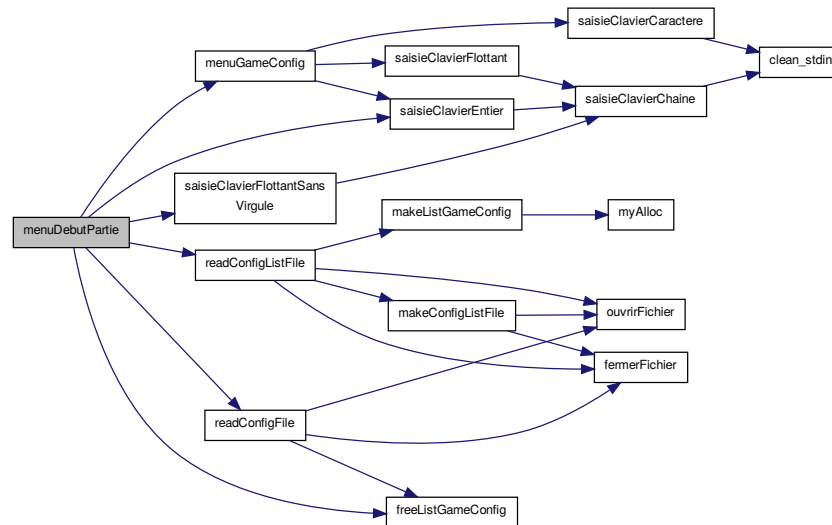 saisieClavierCaractere
menuGameConfig
saisieClavierFlottant
clean_stdin
saisieClavierChaine
saisieClavierEntier
saisieClavierFlottantSans
Virgule
menuDebutPartie
makeListGameConfig
myAlloc
readConfigListFile
makeConfigListFile
ouvrirFichier
fermerFichier
readConfigFile
freeListGameConfig